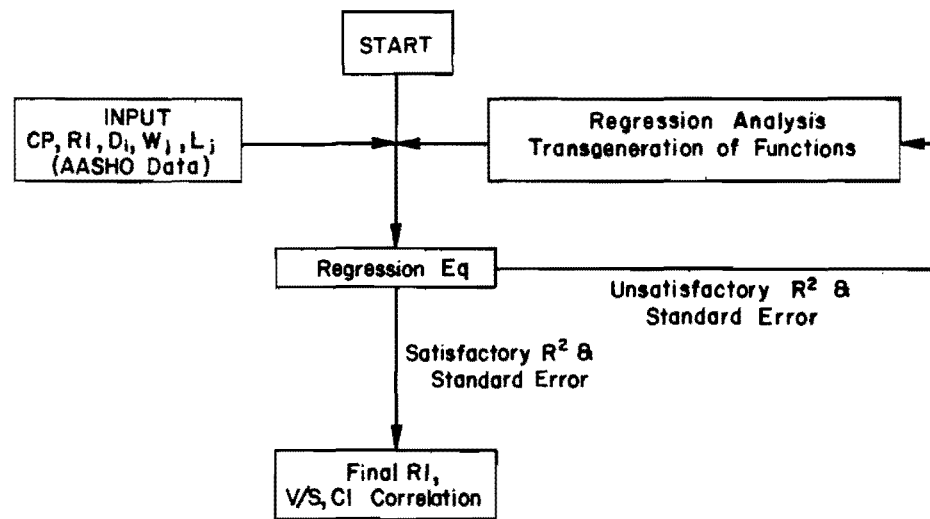 START
INPUT
CP, RI, Di, Wj, Lj
(AASHO Data)
Regression Analysis
Transgeneration of Functions
Regression Eq
Unsatisfactory R² &
Standard Error
Satisfactory R² &
Standard Error
Final RI,
V/S, CI Correlation